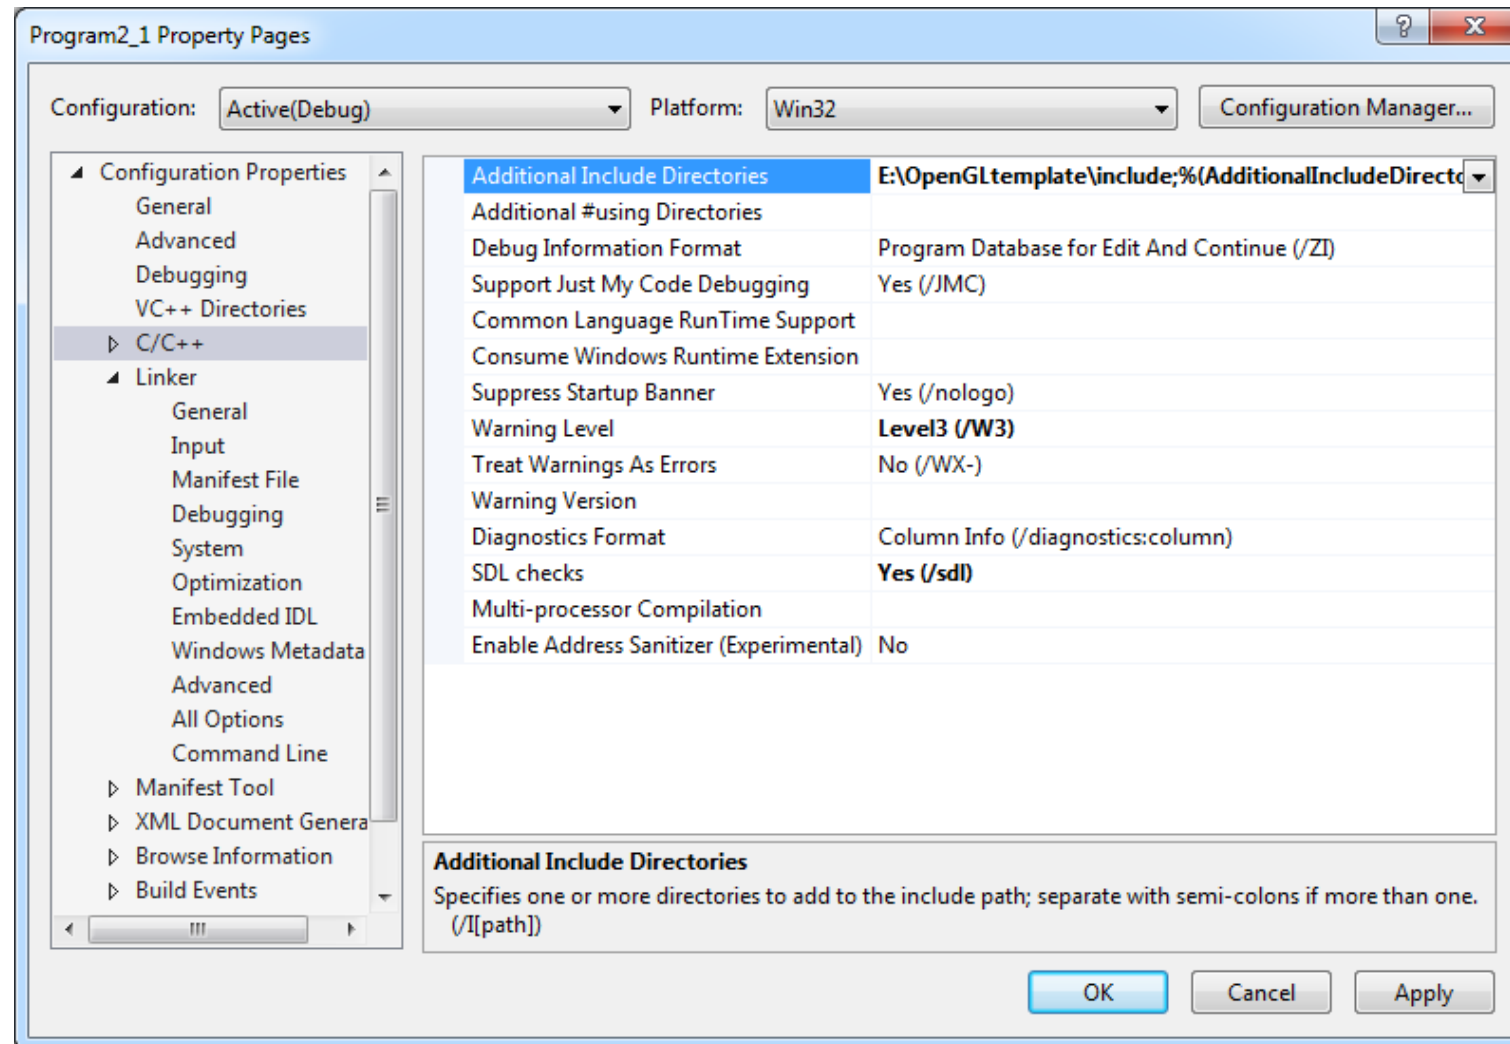 Program2_1 Property Pages
Configuration: Active(Debug) Platform: Win32 Configuration Manager...
Configuration Properties
General
Advanced
Debugging
VC++ Directories
C/C++
Linker
General
Input
Manifest File
Debugging
System
Optimization
Embedded IDL
Windows Metadata
Advanced
All Options
Command Line
Manifest Tool
XML Document Genera
Browse Information
Build Events
Additional Include Directories E:\OpenGLtemplate\include;%(AdditionalIncludeDirecto
Additional #using Directories
Debug Information Format Program Database for Edit And Continue (/ZI)
Support Just My Code Debugging Yes (/JMC)
Common Language RunTime Support
Consume Windows Runtime Extension
Suppress Startup Banner Yes (/nologo)
Warning Level Level3 (/W3)
Treat Warnings As Errors No (/WX-)
Warning Version
Diagnostics Format Column Info (/diagnostics:column)
SDL checks Yes (/sdl)
Multi-processor Compilation
Enable Address Sanitizer (Experimental) No
Additional Include Directories
Specifies one or more directories to add to the include path; separate with semi-colons if more than one.
(/I[path])
OK Cancel Apply